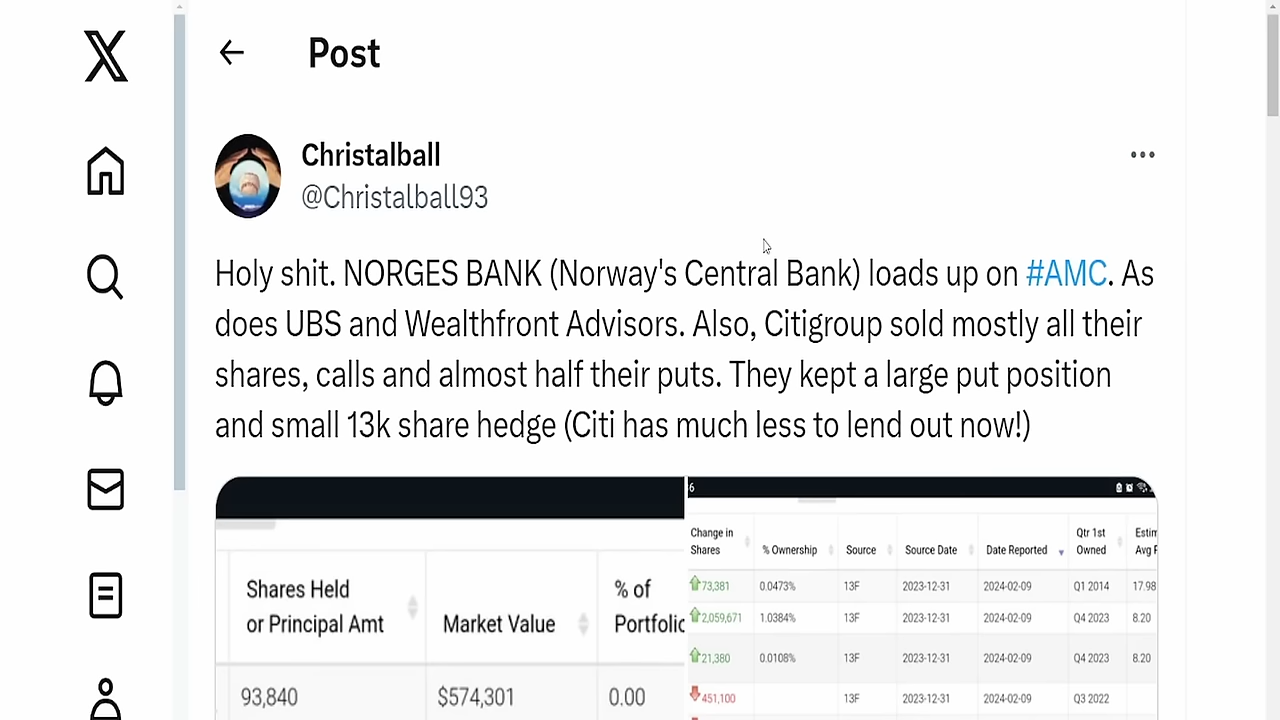 Post
Christalball
@Christalball93
Holy shit. NORGES BANK (Norway's Central Bank) loads up on #AMC. As
does UBS and Wealthfront Advisors. Also, Citigroup sold mostly all their
shares, calls and almost half their puts. They kept a large put position
and small 13k share hedge (Citi has much less to lend out now!)
Shares Held
or Principal Amt
Market Value
% of
Portfolio
93,840 $574,301 0.00
6
Change in
Shares
% Ownership
Source
Source Date
Date Reported
Qtr 1st
Owned
Estim
Avg P
73,381 0.0473% 13F 2023-12-31 2024-02-09 Q1 2014 17.98
2,059,671 1.0384% 13F 2023-12-31 2024-02-09 Q4 2023 8.20
21,380 0.0108% 13F 2023-12-31 2024-02-09 Q4 2023 8.20
451,100 13F 2023-12-31 2024-02-09 Q3 2022